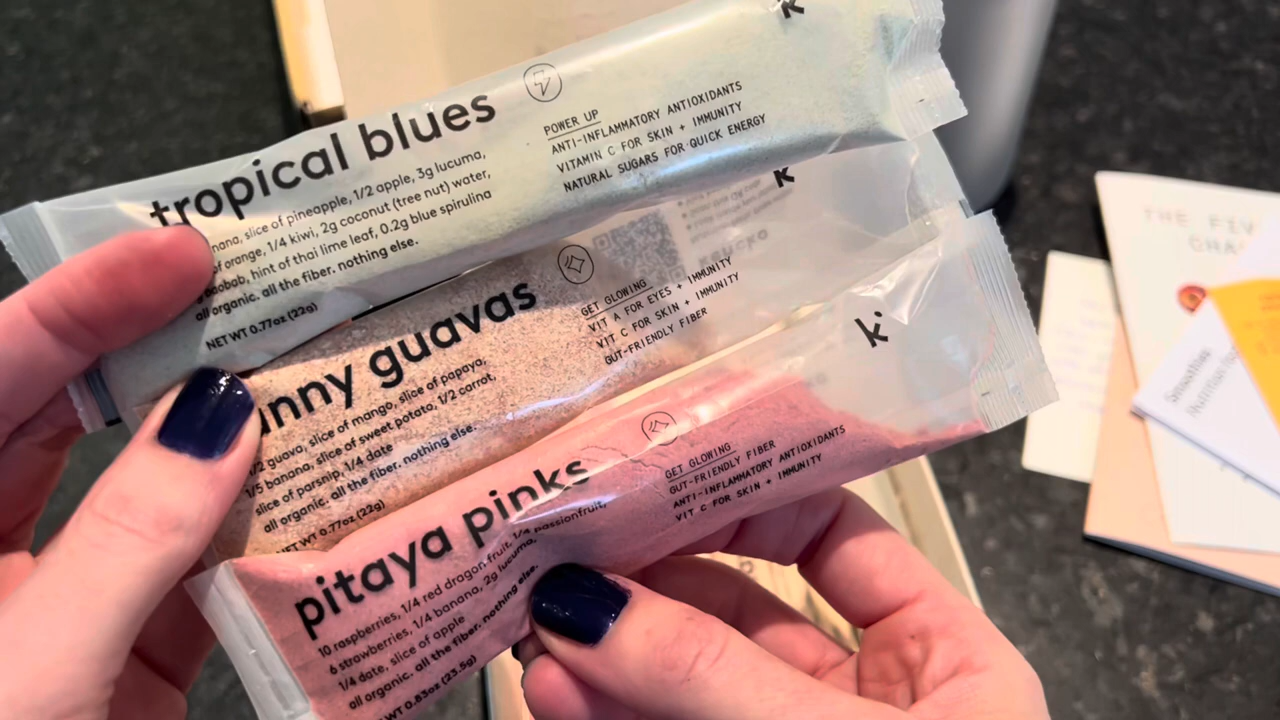 tropical blues
nana, slice of pineapple, 1/2 apple, 3g lucuma,
of orange, 1/4 kiwi, 2g coconut (tree nut) water,
baobab, hint of thai lime leaf, 0.2g blue spirulina
all organic. all the fiber. nothing else.
NET WT 0.77oz (22g)
POWER UP
ANTI-INFLAMMATORY ANTIOXIDANTS
VITAMIN C FOR SKIN + IMMUNITY
NATURAL SUGARS FOR QUICK ENERGY
k
nny guavas
1/2 guava, slice of mango, slice of papaya,
1/5 banana, slice of sweet potato, 1/2 carrot,
slice of parsnip, 1/4 date
all organic. all the fiber. nothing else.
NET WT 0.77oz (22g)
GET GLOWING
VIT A FOR EYES + IMMUNITY
VIT C FOR SKIN + IMMUNITY
GUT-FRIENDLY FIBER
k
pitaya pinks
10 raspberries, 1/4 red dragon fruit, 1/4 passionfruit,
6 strawberries, 1/4 banana, 2g lucuma,
1/4 date, slice of apple
all organic. all the fiber. nothing else.
WT 0.83oz (23.5g)
GET GLOWING
GUT-FRIENDLY FIBER
ANTI-INFLAMMATORY ANTIOXIDANTS
VIT C FOR SKIN + IMMUNITY
k.
THE FIV